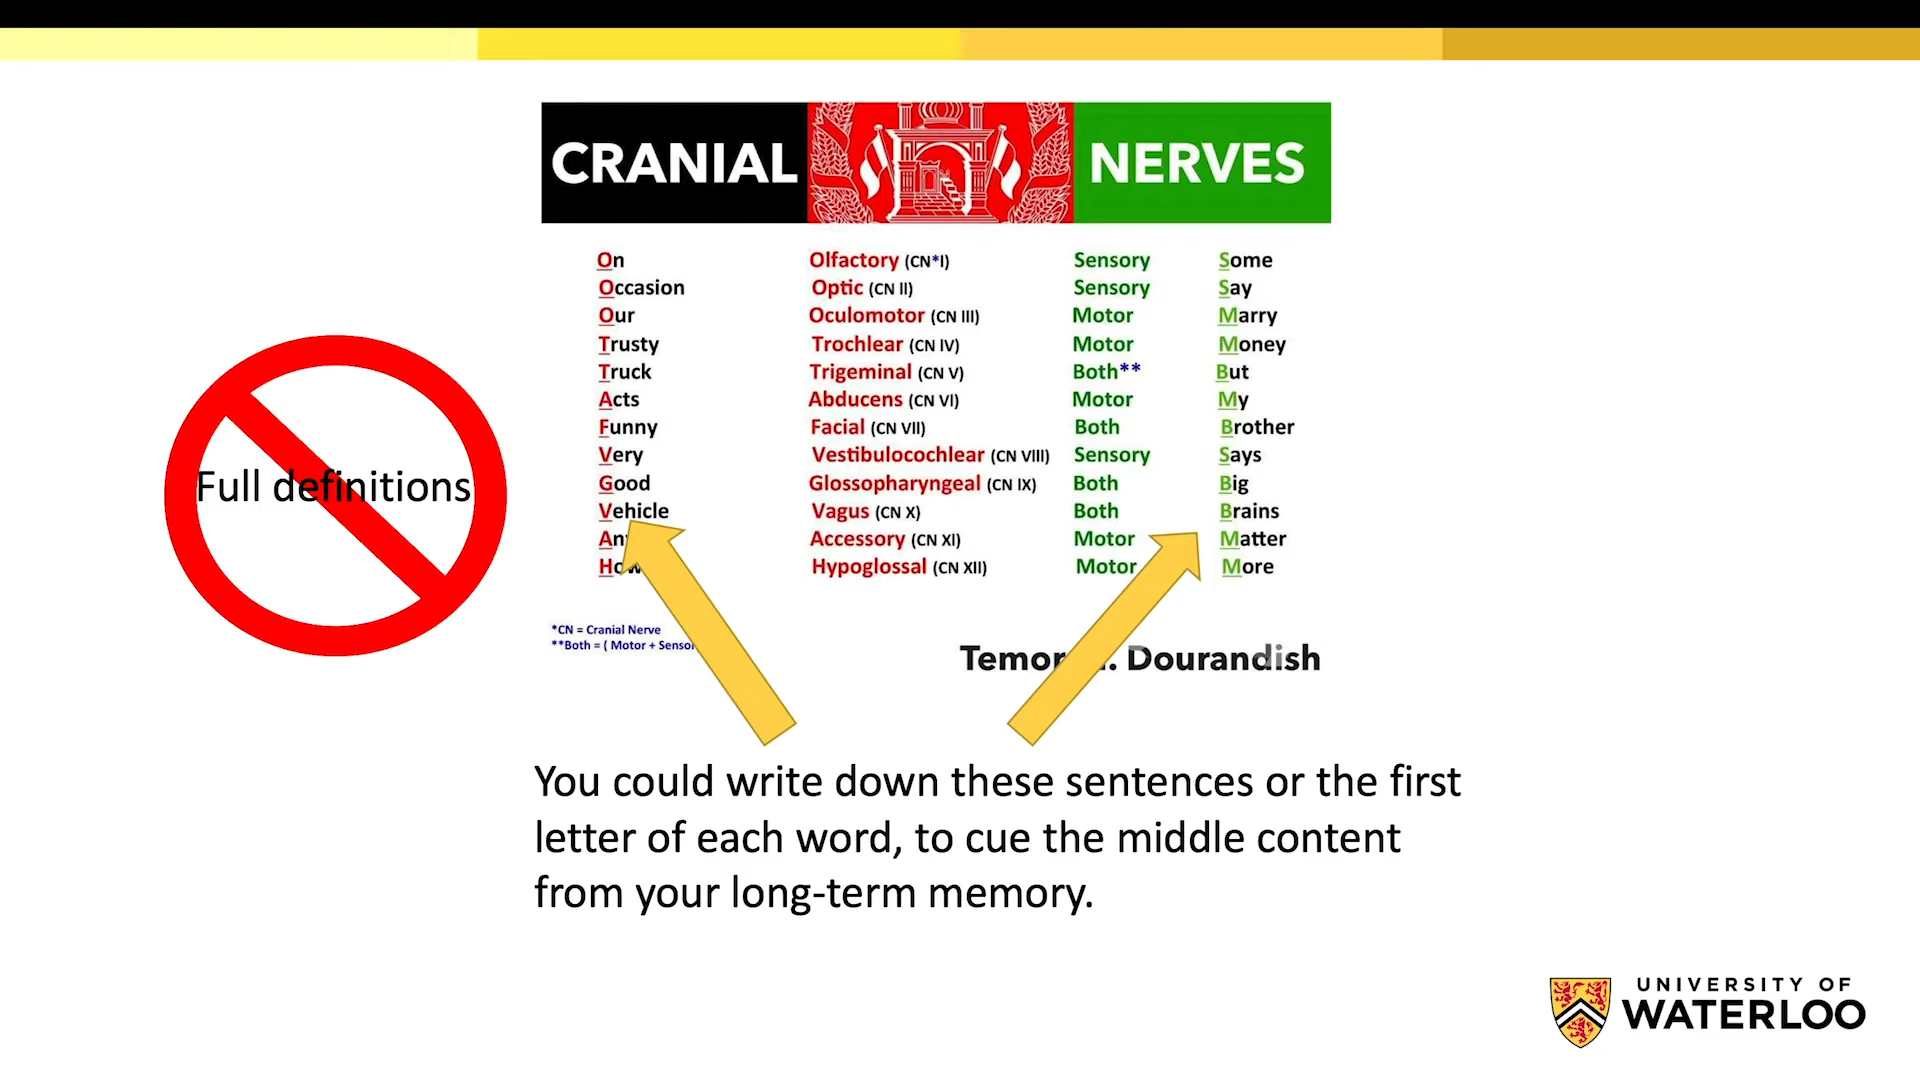 CRANIAL NERVES
On Olfactory (CN*I) Sensory Some
Occasion Optic (CN II) Sensory Say
Our Oculomotor (CN III) Motor Marry
Trusty Trochlear (CN IV) Motor Money
Truck Trigeminal (CN V) Both** But
Acts Abducens (CN VI) Motor My
Funny Facial (CN VII) Both Brother
Very Vestibulocochlear (CN VIII) Sensory Says
Good Glossopharyngeal (CN IX) Both Big
Vehicle Vagus (CN X) Both Brains
Accessory (CN XI) Motor Matter
Hypoglossal (CN XII) Motor More
Full definitions
*CN = Cranial Nerve
**Both = ( Motor + Sensor
Dourandish
You could write down these sentences or the first
letter of each word, to cue the middle content
from your long-term memory.
UNIVERSITY OF
WATERLOO